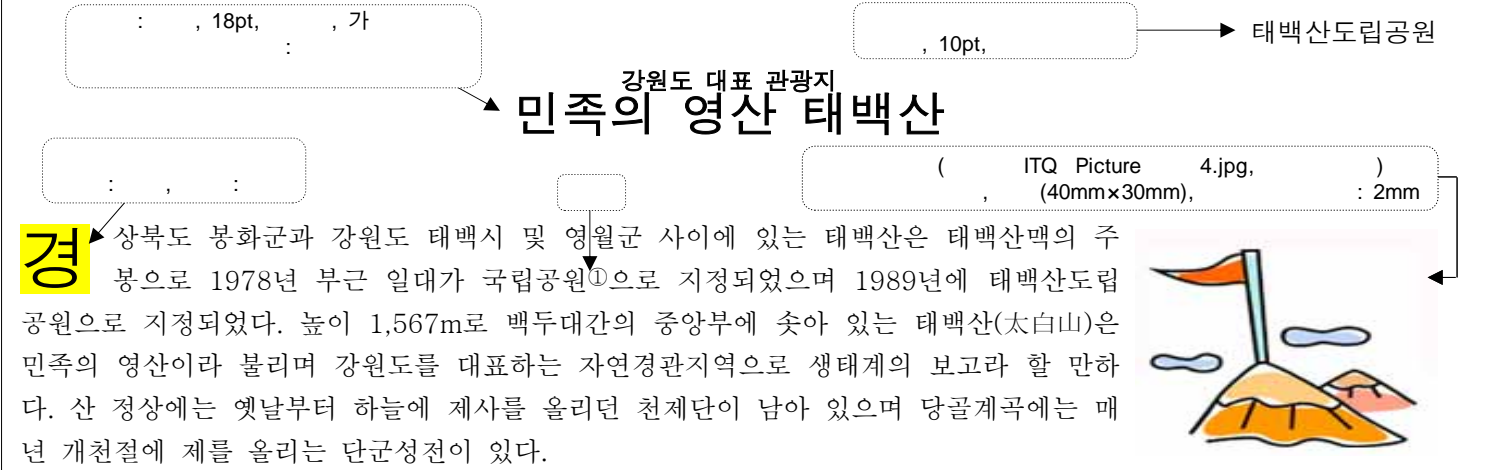 : , 18pt, , 가
:
, 10pt,
태백산도립공원
강원도 대표 관광지
민족의 영산 태백산
: , :
( ITQ Picture 4.jpg, )
, (40mm×30mm), : 2mm
경상북도 봉화군과 강원도 태백시 및 영월군 사이에 있는 태백산은 태백산맥의 주
봉으로 1978년 부근 일대가 국립공원①으로 지정되었으며 1989년에 태백산도립
공원으로 지정되었다. 높이 1,567m로 백두대간의 중앙부에 솟아 있는 태백산(太白山)은
민족의 영산이라 불리며 강원도를 대표하는 자연경관지역으로 생태계의 보고라 할 만하
다. 산 정상에는 옛날부터 하늘에 제사를 올리던 천제단이 남아 있으며 당골계곡에는 매
년 개천절에 제를 올리는 단군성전이 있다.